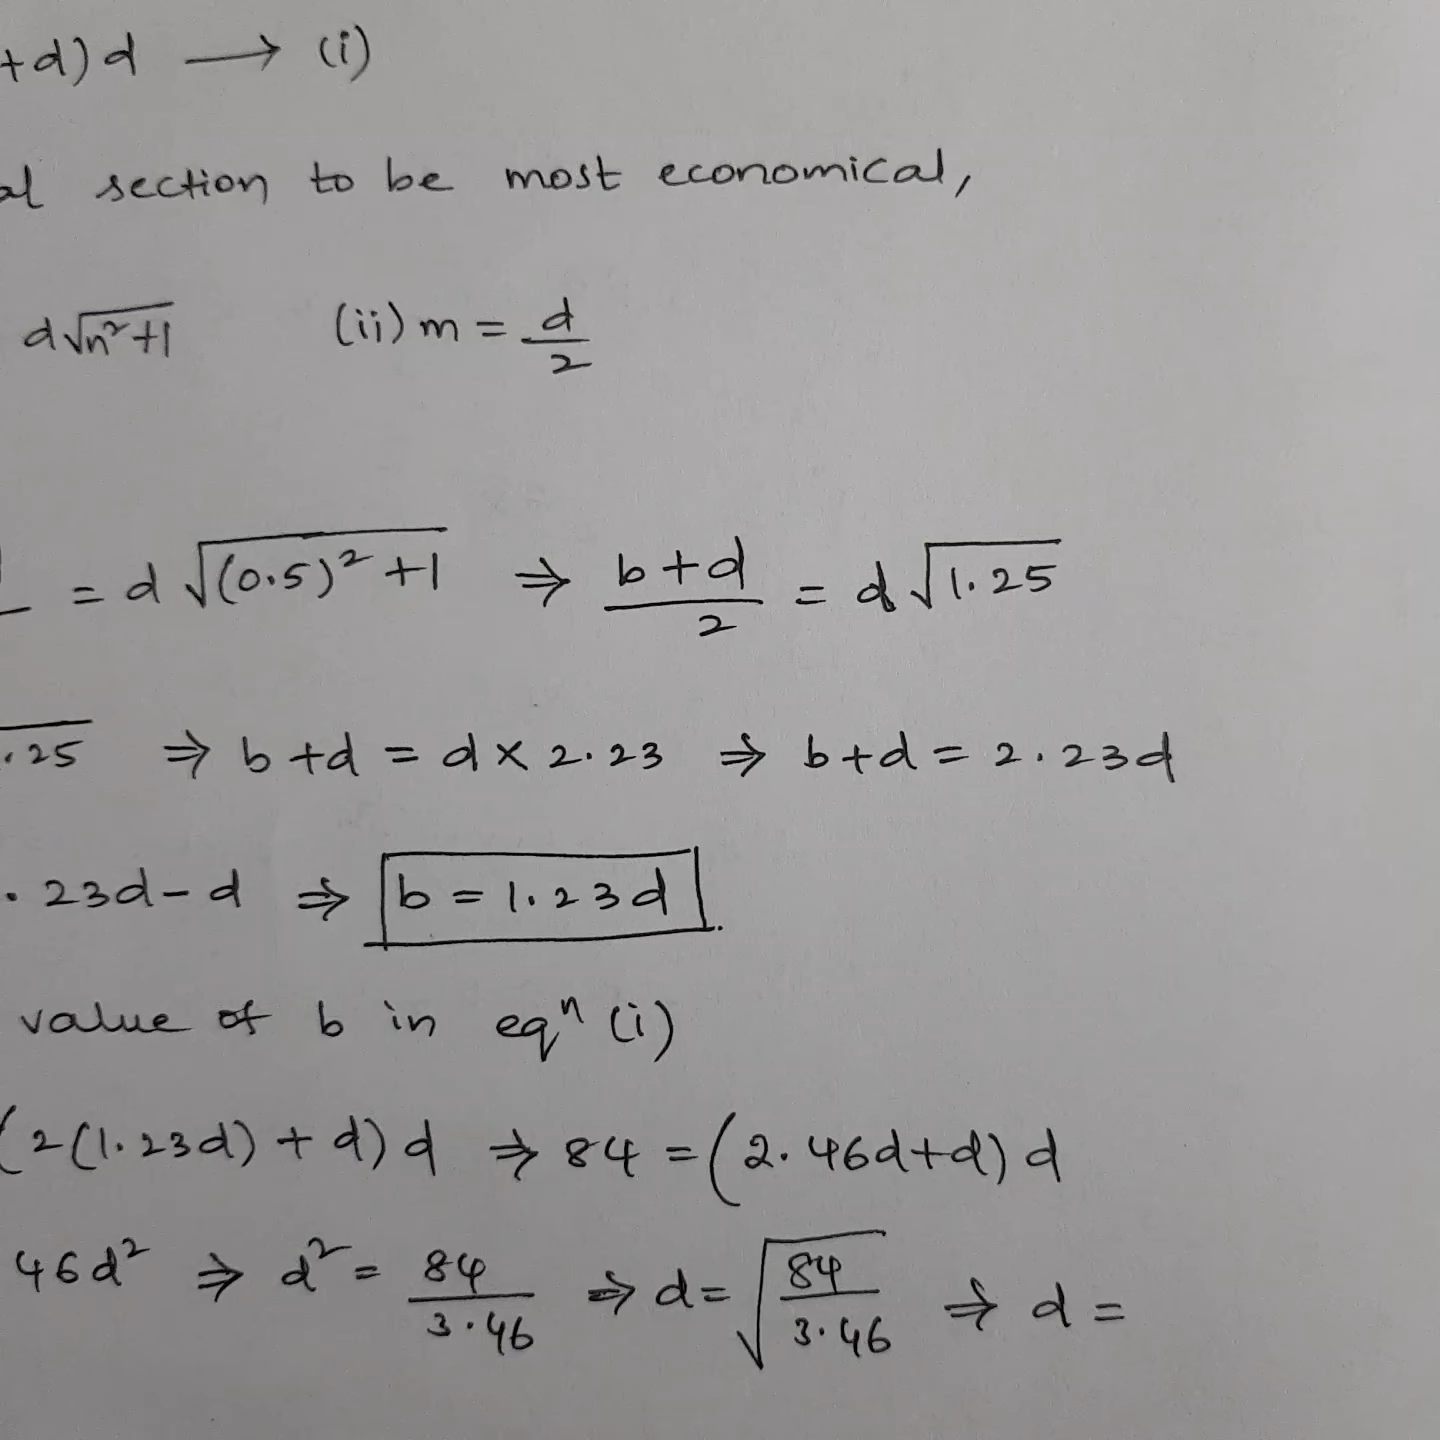 +d)d → (i)
al section to be most economical,
d√n²+1 (ii) m = d/2
= d√(0.5)²+1 ⇒ b+d/2 = d√1.25
.25 ⇒ b+d = d×2.23 ⇒ b+d = 2.23d
.23d-d ⇒ b = 1.23d
value of b in eqⁿ (i)
(2(1.23d)+d)d ⇒ 84 = (2.46d+d)d
46d² ⇒ d² = 84/3.46 ⇒ d = √84/3.46 ⇒ d =